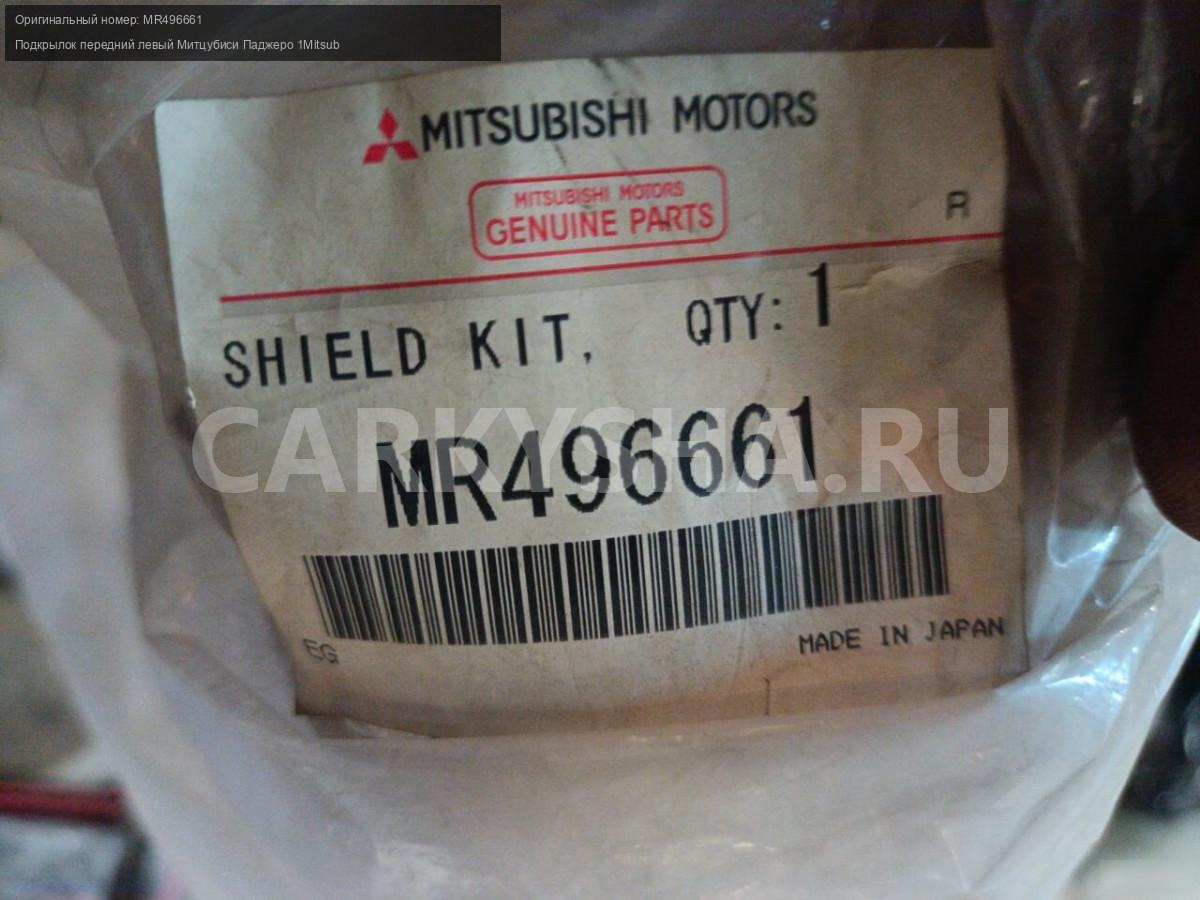 Оригинальный номер: MR496661
Подкрылок передний левый Митцубиси Паджеро 1Mitsub
MITSUBISHI MOTORS
MITSUBISHI MOTORS
GENUINE PARTS
R
SHIELD KIT, QTY: 1
MR496661
CARKYSHA.RU
EG
MADE IN JAPAN